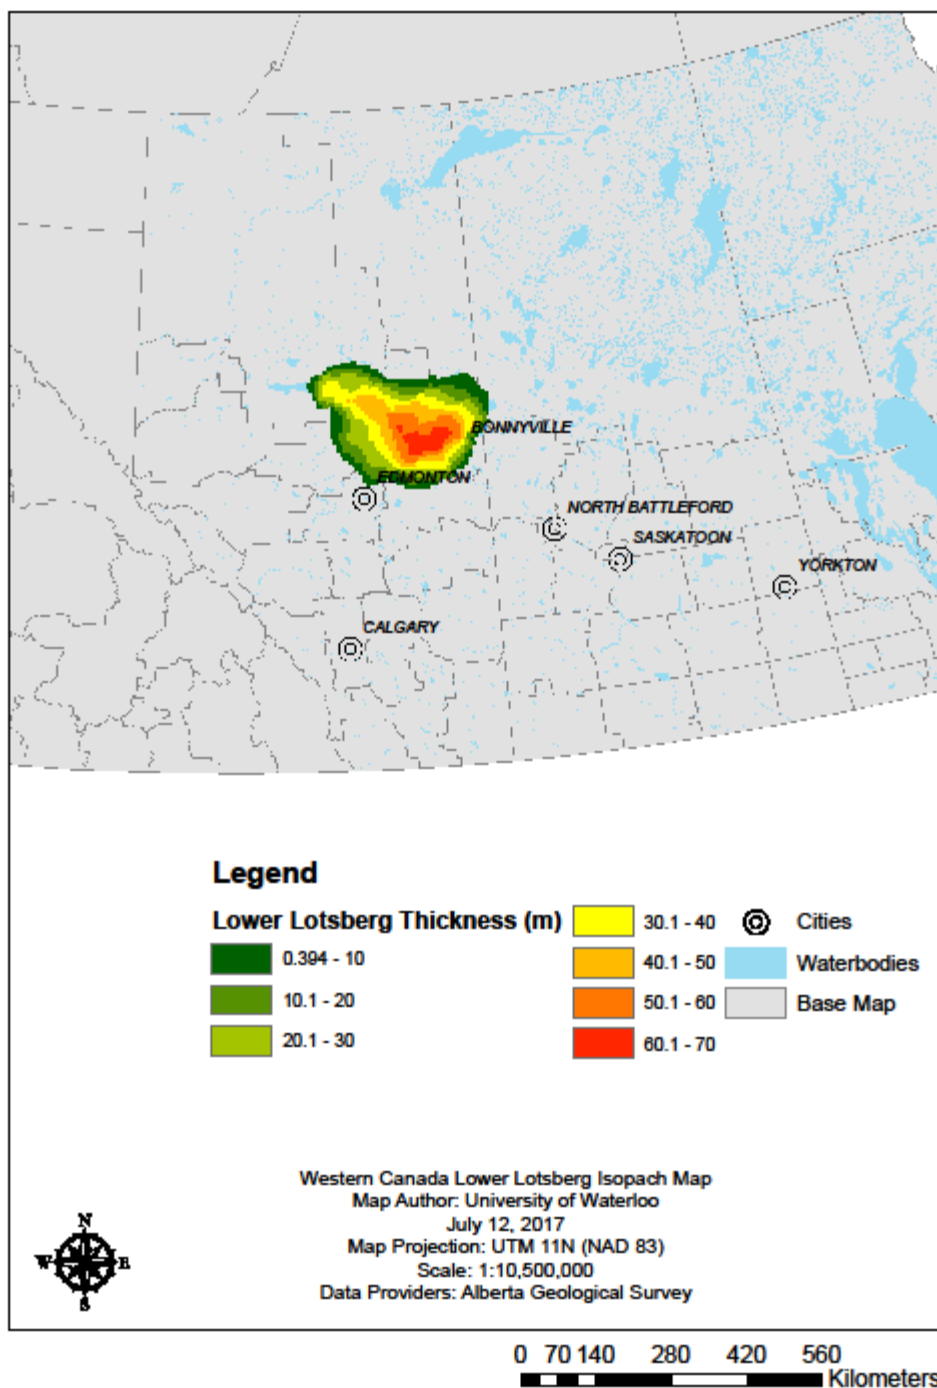 BONNYVILLE
EDMONTON
NORTH BATTLEFORD
SASKATOON
YORKTON
CALGARY
Legend
Lower Lotsberg Thickness (m)
0.394 - 10
10.1 - 20
20.1 - 30
30.1 - 40
40.1 - 50
50.1 - 60
60.1 - 70
Cities
Waterbodies
Base Map
Western Canada Lower Lotsberg Isopach Map
Map Author: University of Waterloo
July 12, 2017
Map Projection: UTM 11N (NAD 83)
Scale: 1:10,500,000
Data Providers: Alberta Geological Survey
N
W E
S
0 70 140 280 420 560
Kilometers